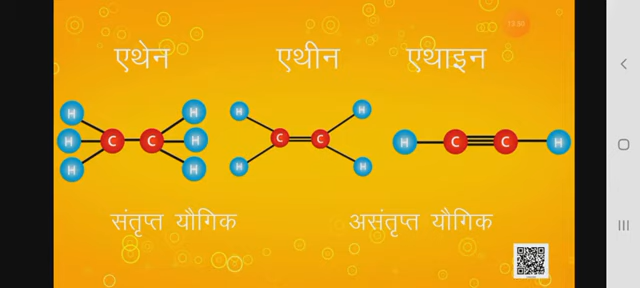 एथेन एथीन एथाइन
H H H H
H C C H C C H C C H
H H H H
संतृप्त यौगिक असंतृप्त यौगिक